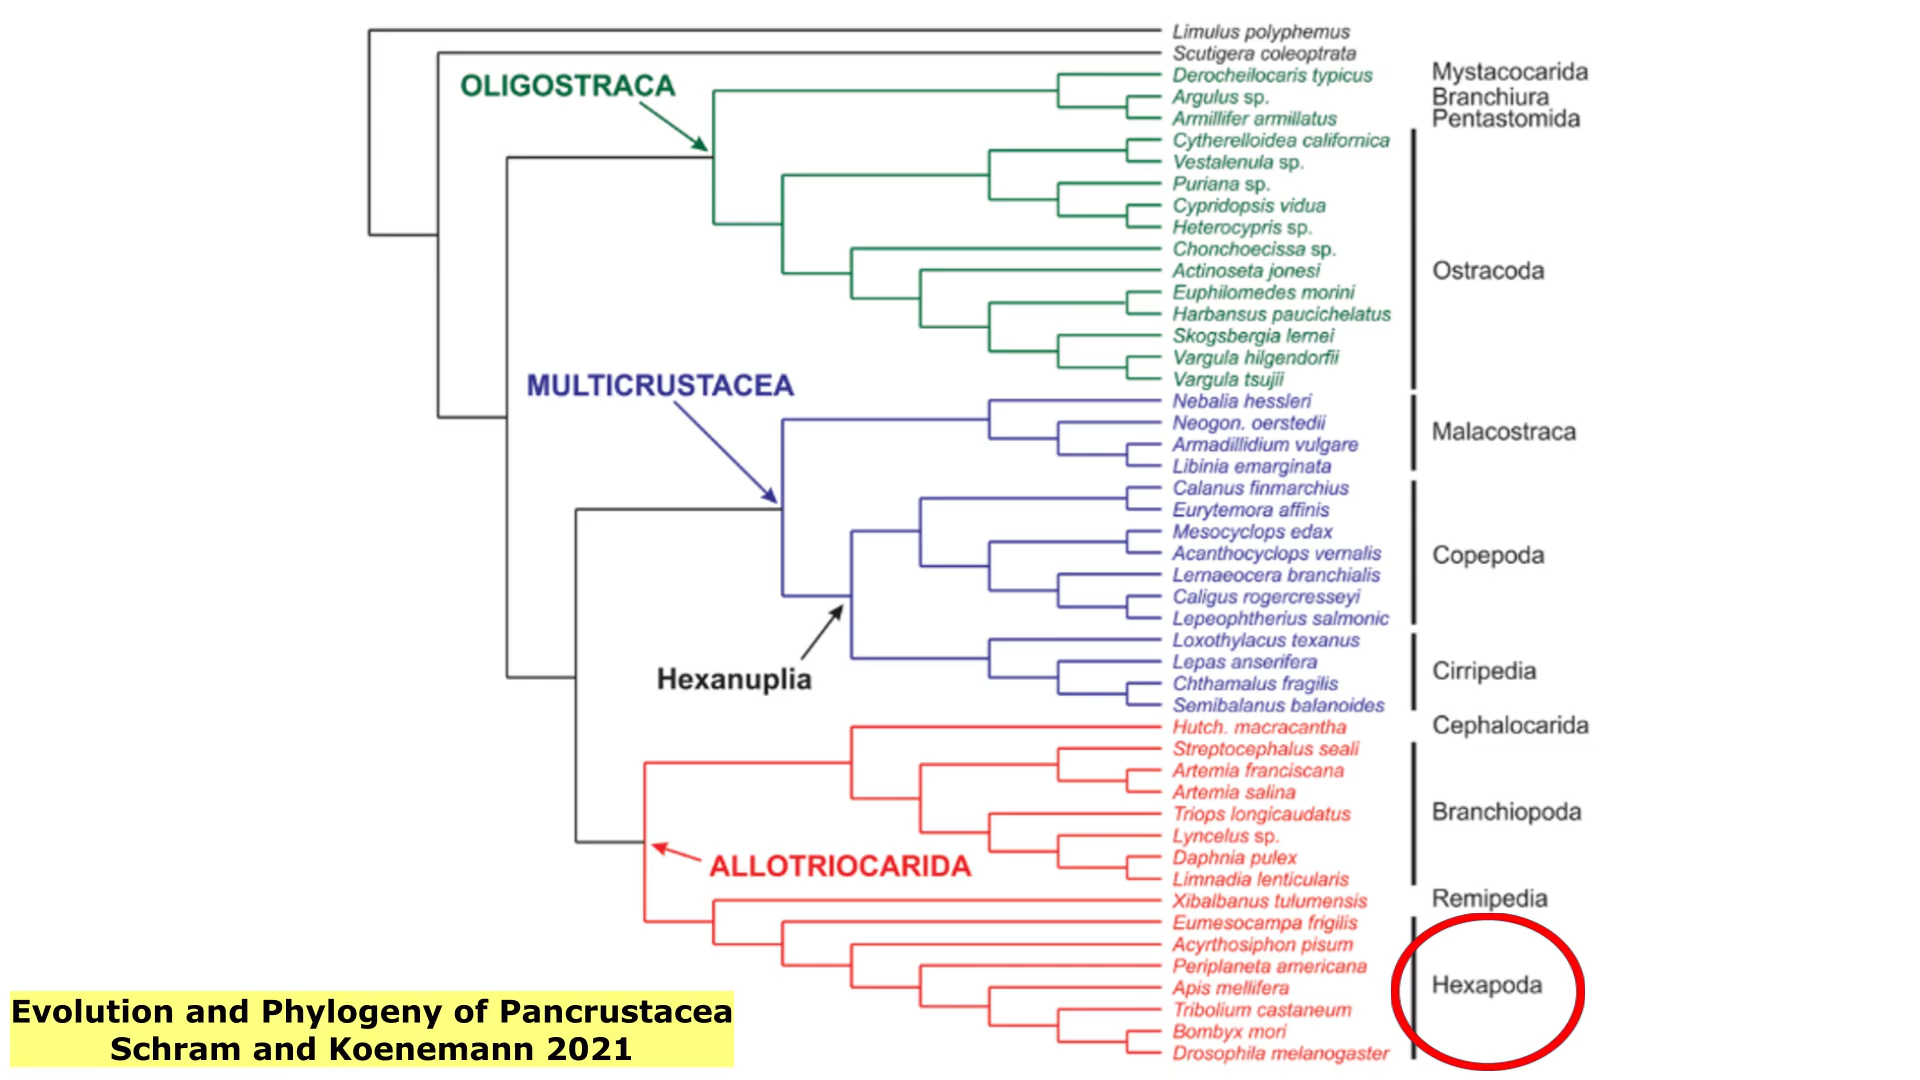 Limulus polyphemus
Scutigera coleoptrata
OLIGOSTRACA
Derocheilocaris typicus
Mystacocarida
Argulus sp.
Branchiura
Armillifer armillatus
Pentastomida
Cytherelloidea californica
Vestalenula sp.
Puriana sp.
Cypridopsis vidua
Heterocypris sp.
Chonchoecissa sp.
Actinoseta jonesi
Ostracoda
Euphilomedes morini
Harbansus paucichelatus
Skogsbergia lernei
Vargula hilgendorfii
Vargula tsujii
MULTICRUSTACEA
Nebalia hessleri
Neogon. oerstedii
Malacostraca
Armadillidium vulgare
Libinia emarginata
Calanus finmarchius
Eurytemora affinis
Mesocyclops edax
Acanthocyclops vernalis
Copepoda
Lernaeocera branchialis
Caligus rogercresseyi
Lepeophtherius salmonic
Hexanuplia
Loxothylacus texanus
Lepas anserifera
Cirripedia
Chthamalus fragilis
Semibalanus balanoides
Hutch. macracantha
Cephalocarida
Streptocephalus seali
Artemia franciscana
Artemia salina
Triops longicaudatus
Branchiopoda
Lyncelus sp.
Daphnia pulex
Limnadia lenticularis
ALLOTRIOCARIDA
Xibalbanus tulumensis
Remipedia
Eumesocampa frigilis
Acyrthosiphon pisum
Periplaneta americana
Apis mellifera
Hexapoda
Tribolium castaneum
Bombyx mori
Drosophila melanogaster
Evolution and Phylogeny of Pancrustacea
Schram and Koenemann 2021